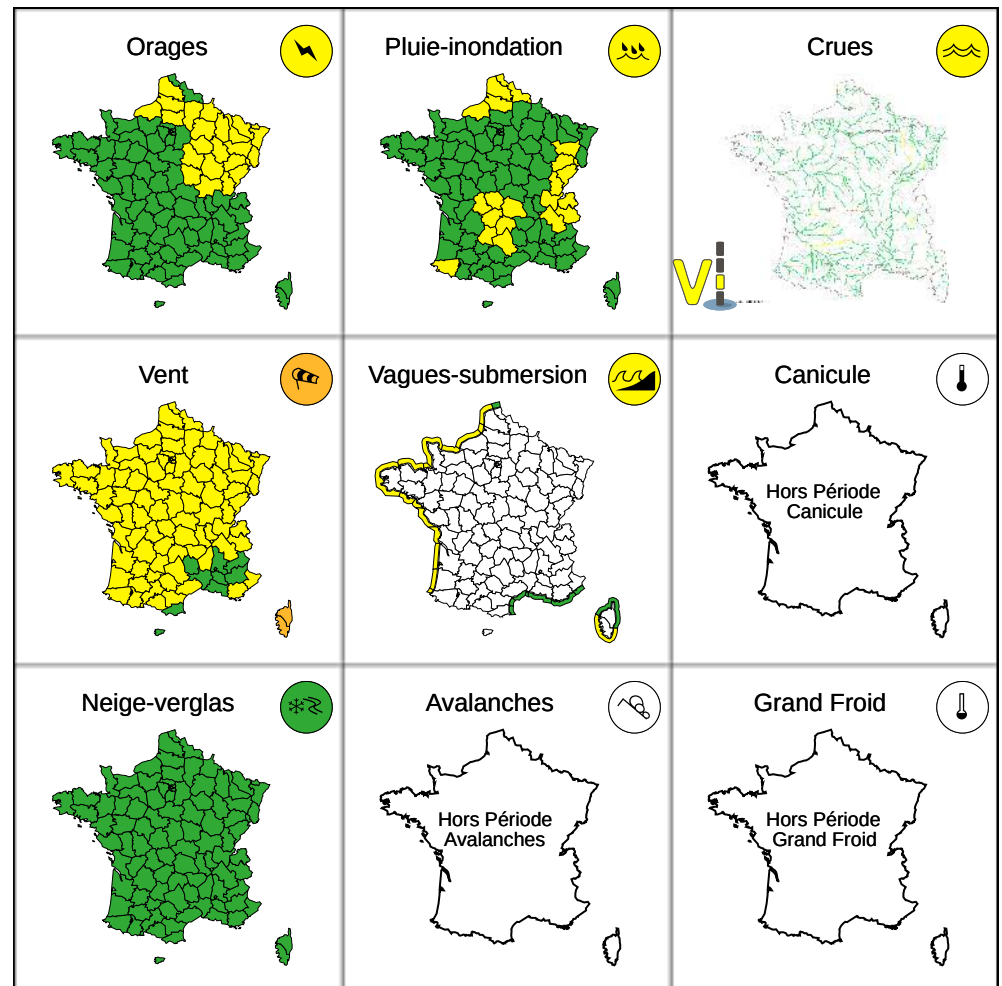 Orages
Pluie-inondation
Crues
Vi
Vent
Vagues-submersion
Canicule
Hors Période
Canicule
Neige-verglas
Avalanches
Hors Période
Avalanches
Grand Froid
Hors Période
Grand Froid